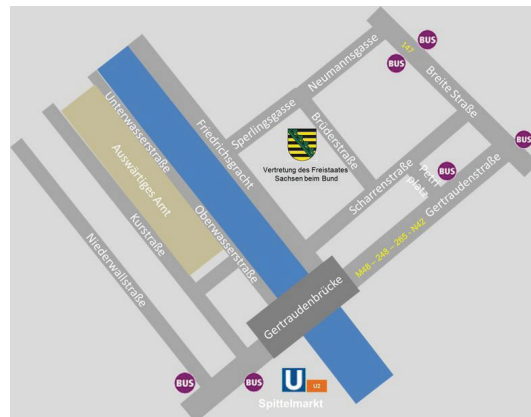 BUS
147
BUS
Neumannsgasse
Breite Straße
Unterwasserstraße
Friedrichsgracht
Sperlingsgasse
Brüderstraße
BUS
Auswärtiges Amt
Vertretung des Freistaates
Sachsen beim Bund
Scharrenstraße
Petri
platz
BUS
Gertraudenstraße
Kurstraße
Oberwasserstraße
Niederwallstraße
M48 – 248 – 265 - N42
Gertraudenbrücke
BUS
BUS
U
U2
Spittelmarkt